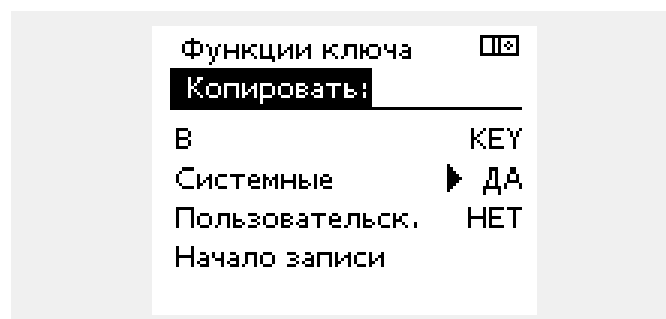 Функции ключа
Копировать:
В KEY
Системные ДА
Пользовательск. НЕТ
Начало записи